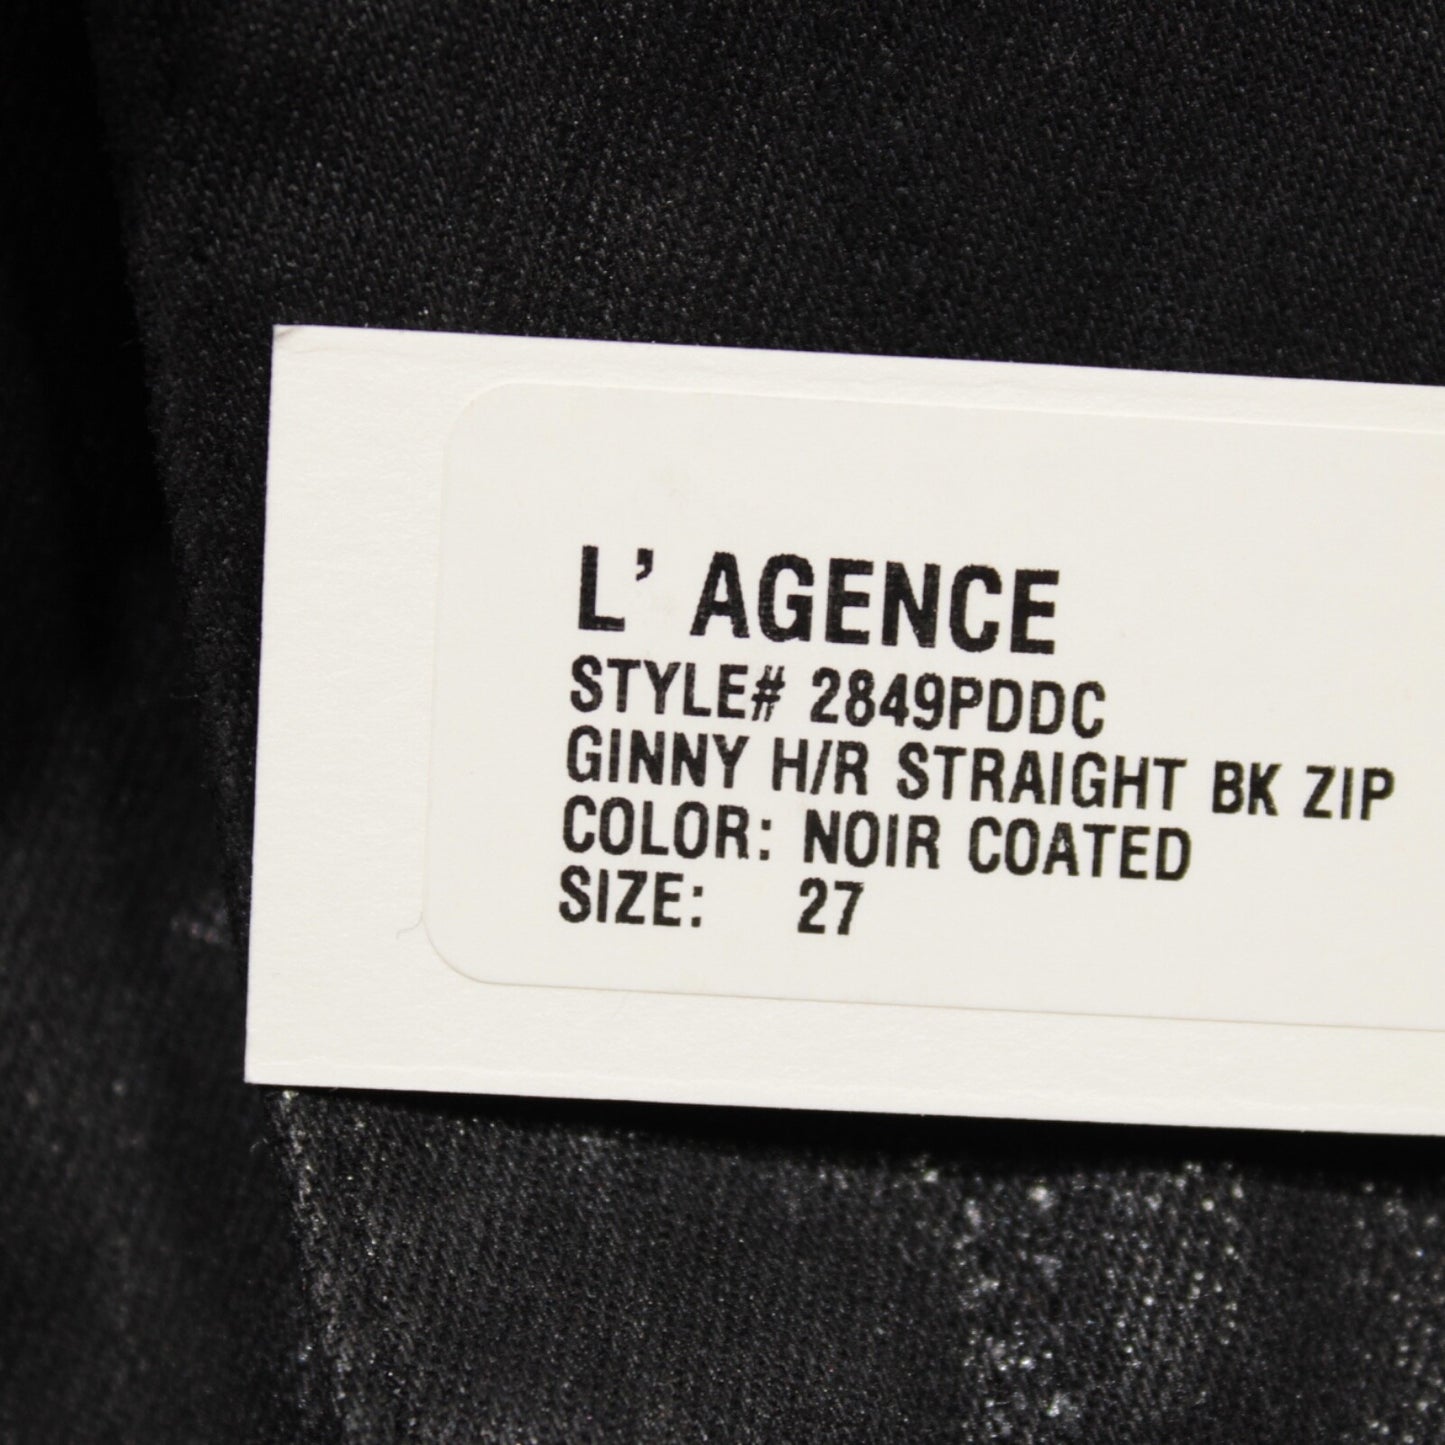 L' AGENCE
STYLE# 2849PDDC
GINNY H/R STRAIGHT BK ZIP
COLOR: NOIR COATED
SIZE: 27